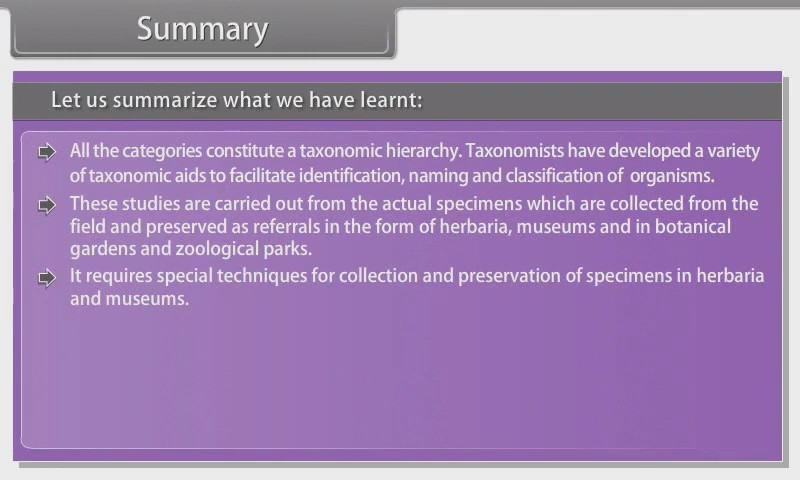 Summary
Let us summarize what we have learnt:
All the categories constitute a taxonomic hierarchy. Taxonomists have developed a variety
of taxonomic aids to facilitate identification, naming and classification of organisms.
These studies are carried out from the actual specimens which are collected from the
field and preserved as referrals in the form of herbaria, museums and in botanical
gardens and zoological parks.
It requires special techniques for collection and preservation of specimens in herbaria
and museums.